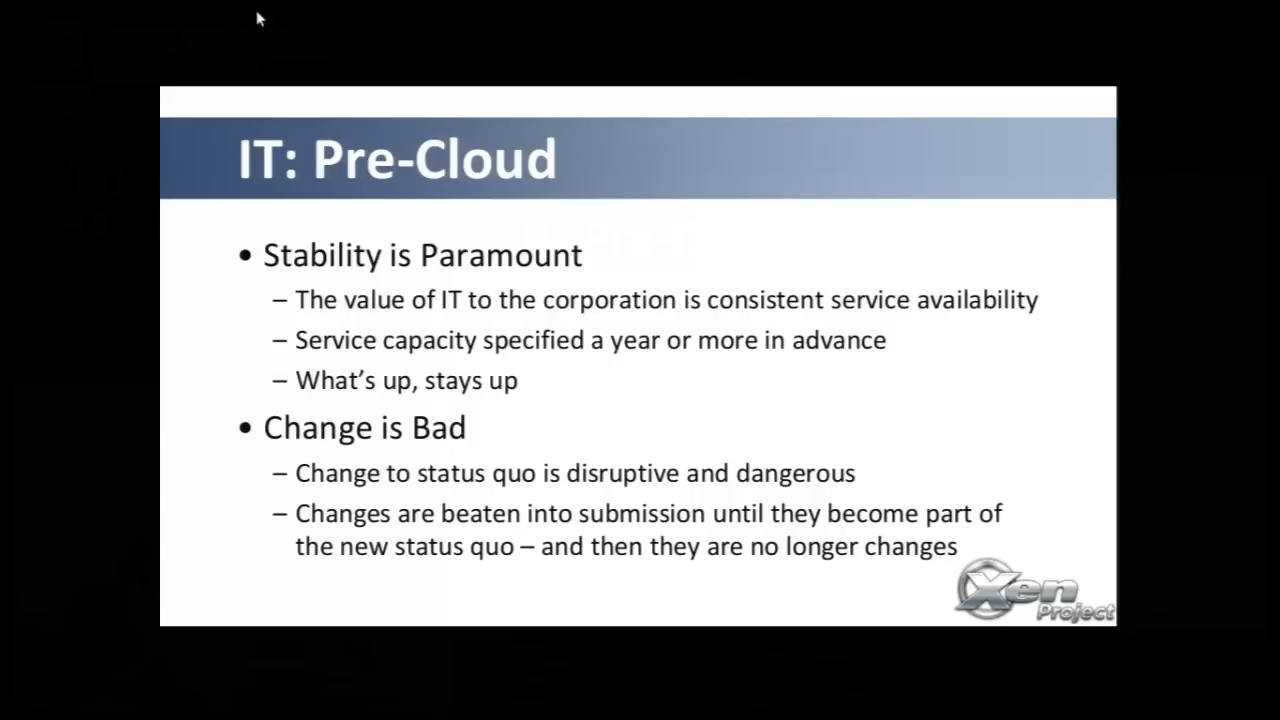 IT: Pre-Cloud
• Stability is Paramount
– The value of IT to the corporation is consistent service availability
– Service capacity specified a year or more in advance
– What’s up, stays up
• Change is Bad
– Change to status quo is disruptive and dangerous
– Changes are beaten into submission until they become part of
the new status quo – and then they are no longer changes
Xen
Project